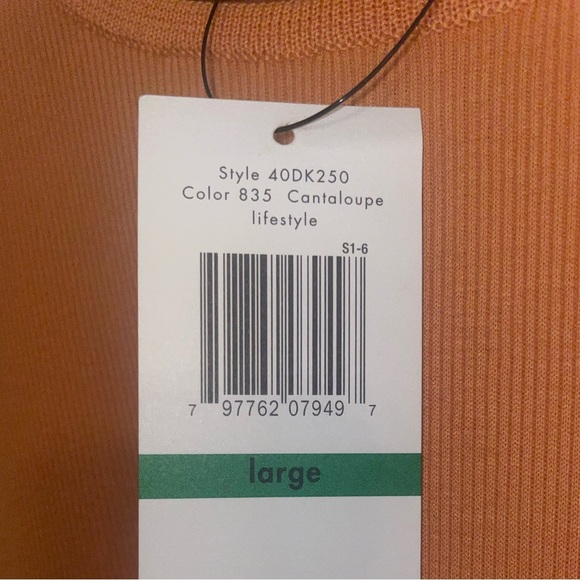 Style 40DK250
Color 835 Cantaloupe
lifestyle
S1-6
7 97762 07949 7
large